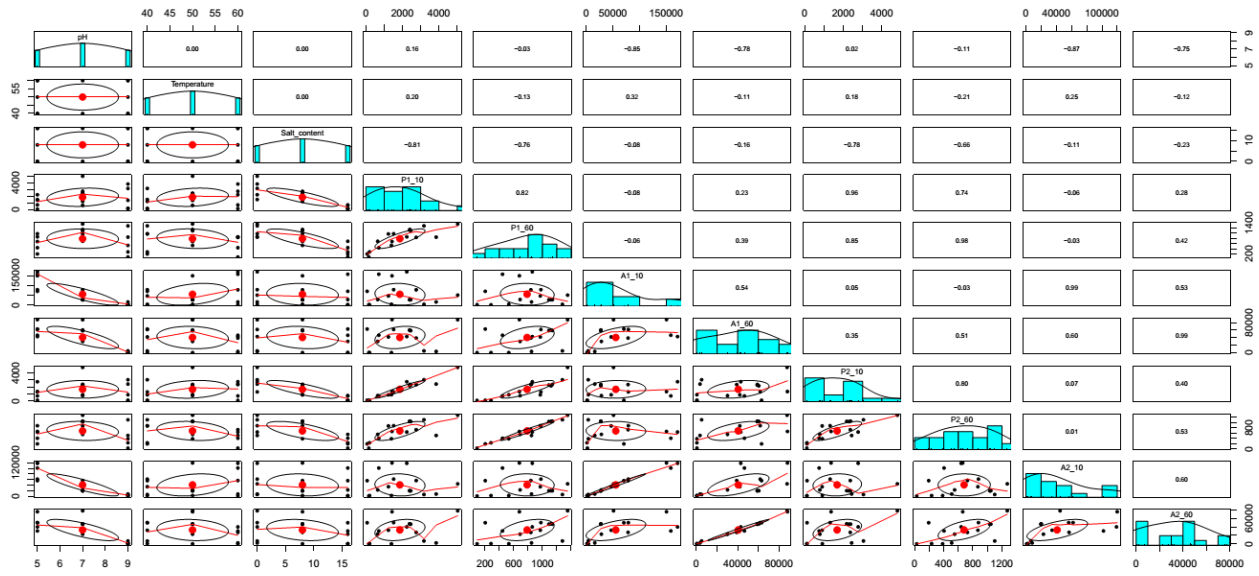 40 45 50 55 60
0 2000 4000
0 50000 150000
0 2000 4000
0 40000 100000
pH
0.00
0.00
0.16
−0.03
−0.85
−0.78
0.02
−0.11
−0.87
−0.75
5 7 9
40 55
Temperature
0.00
0.20
−0.13
0.32
−0.11
0.18
−0.21
0.25
−0.12
Salt_content
−0.81
−0.76
−0.08
−0.16
−0.78
−0.66
−0.11
−0.23
0 10
0 4000
P1_10
0.82
−0.08
0.23
0.96
0.74
−0.06
0.28
P1_60
−0.06
0.39
0.85
0.98
−0.03
0.42
200 1400
0 150000
A1_10
0.54
0.05
−0.03
0.99
0.53
A1_60
0.35
0.51
0.60
0.99
0 80000
0 4000
P2_10
0.80
0.07
0.40
P2_60
0.01
0.53
0 800
0 120000
A2_10
0.60
A2_60
0 60000
5 6 7 8 9
0 5 10 15
200 600 1000
0 40000 80000
0 400 800 1200
0 40000 80000